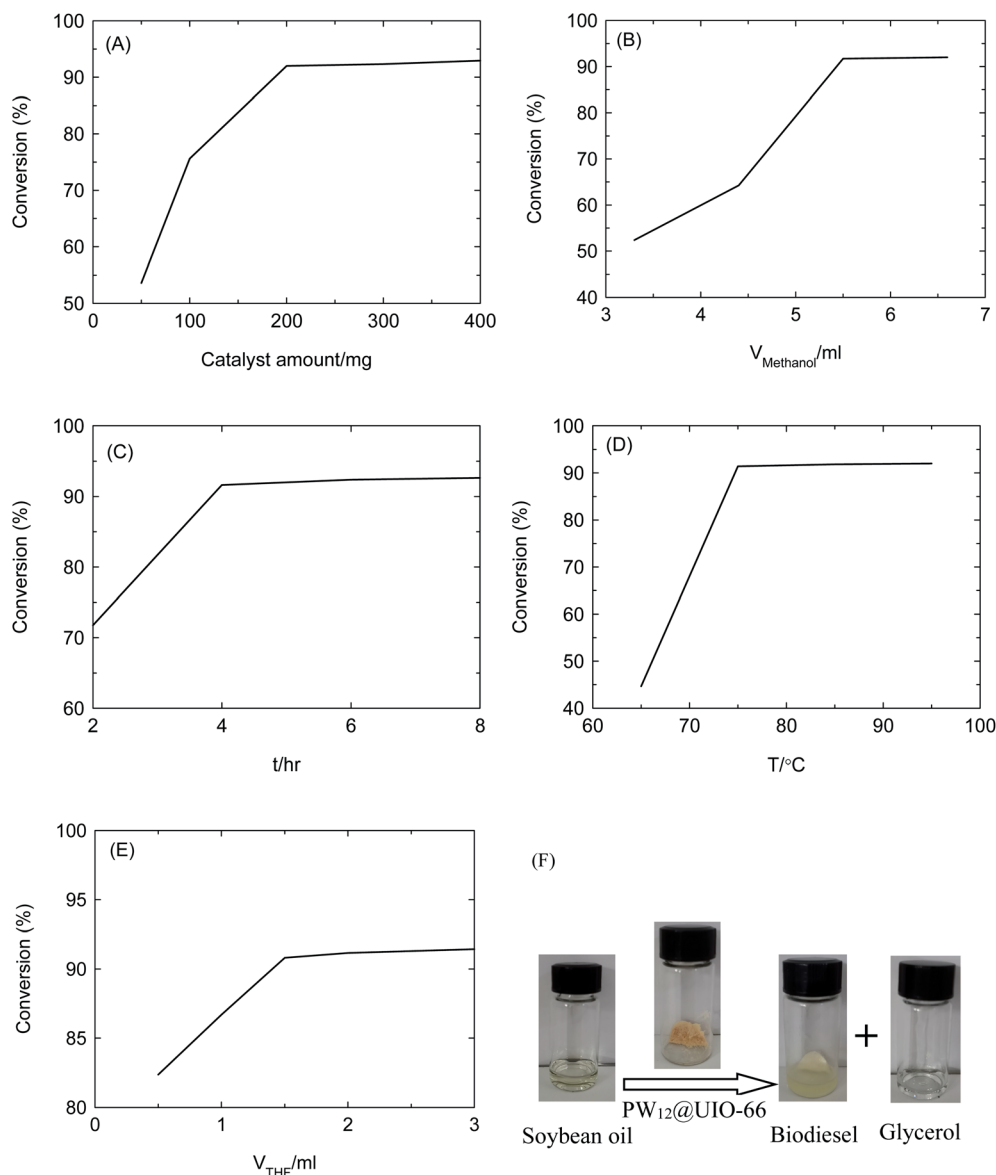 (A)
Conversion (%)
100
90
80
70
60
50
0 100 200 300 400
Catalyst amount/mg
(B)
Conversion (%)
100
90
80
70
60
50
40
3 4 5 6 7
V_Methanol/ml
(C)
Conversion (%)
100
90
80
70
60
2 4 6 8
t/hr
(D)
Conversion (%)
100
90
80
70
60
50
40
60 70 80 90 100
T/°C
(E)
Conversion (%)
100
95
90
85
80
0 1 2 3
V_THF/ml
(F)
+
PW₁₂@UIO-66
Soybean oil Biodiesel Glycerol